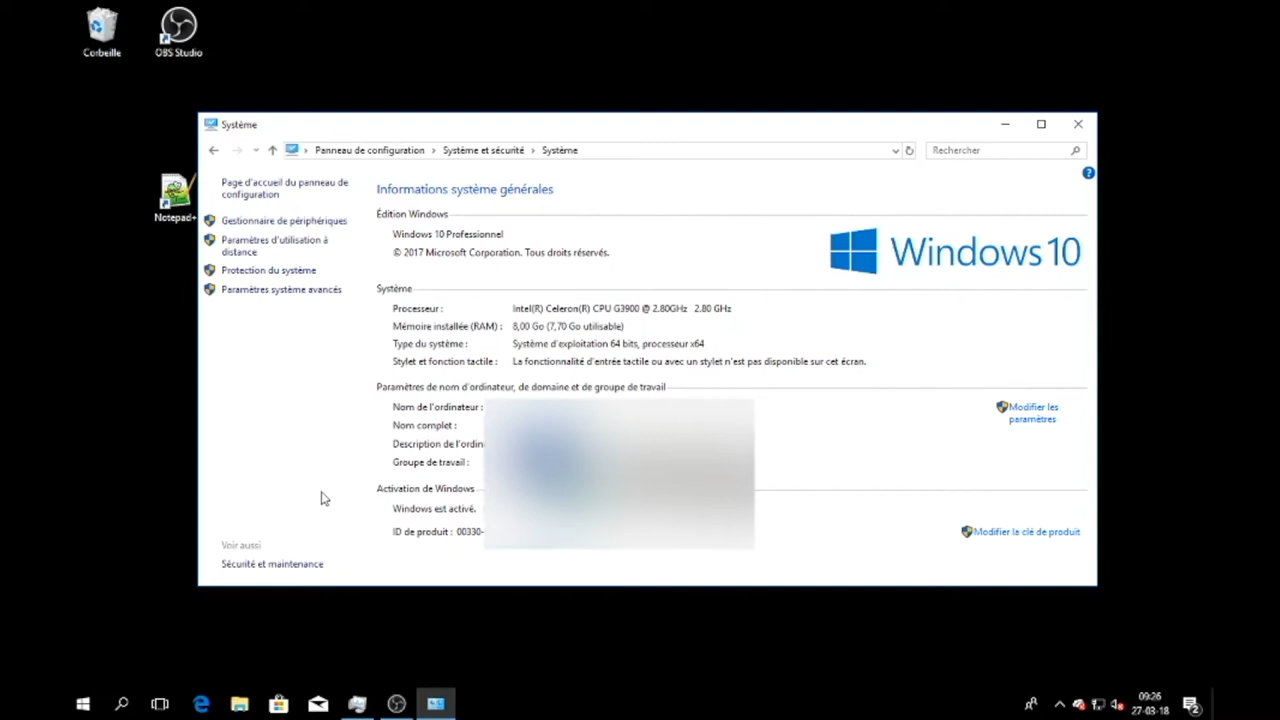 Corbeille
OBS Studio
Système
Panneau de configuration > Système et sécurité > Système
Rechercher
Notepad+
Page d'accueil du panneau de
configuration
Gestionnaire de périphériques
Paramètres d'utilisation à
distance
Protection du système
Paramètres système avancés
Informations système générales
Édition Windows
Windows 10 Professionnel
© 2017 Microsoft Corporation. Tous droits réservés.
Windows 10
Système
Processeur : Intel(R) Celeron(R) CPU G3900 @ 2.80GHz 2.80 GHz
Mémoire installée (RAM) : 8,00 Go (7,70 Go utilisable)
Type du système : Système d'exploitation 64 bits, processeur x64
Stylet et fonction tactile : La fonctionnalité d'entrée tactile ou avec un stylet n'est pas disponible sur cet écran.
Paramètres de nom d'ordinateur, de domaine et de groupe de travail
Nom de l'ordinateur :
Nom complet :
Description de l'ordin
Groupe de travail :
Modifier les
paramètres
Activation de Windows
Windows est activé.
ID de produit : 00330-
Modifier la clé de produit
Voir aussi
Sécurité et maintenance
09:26
27-03-18
2